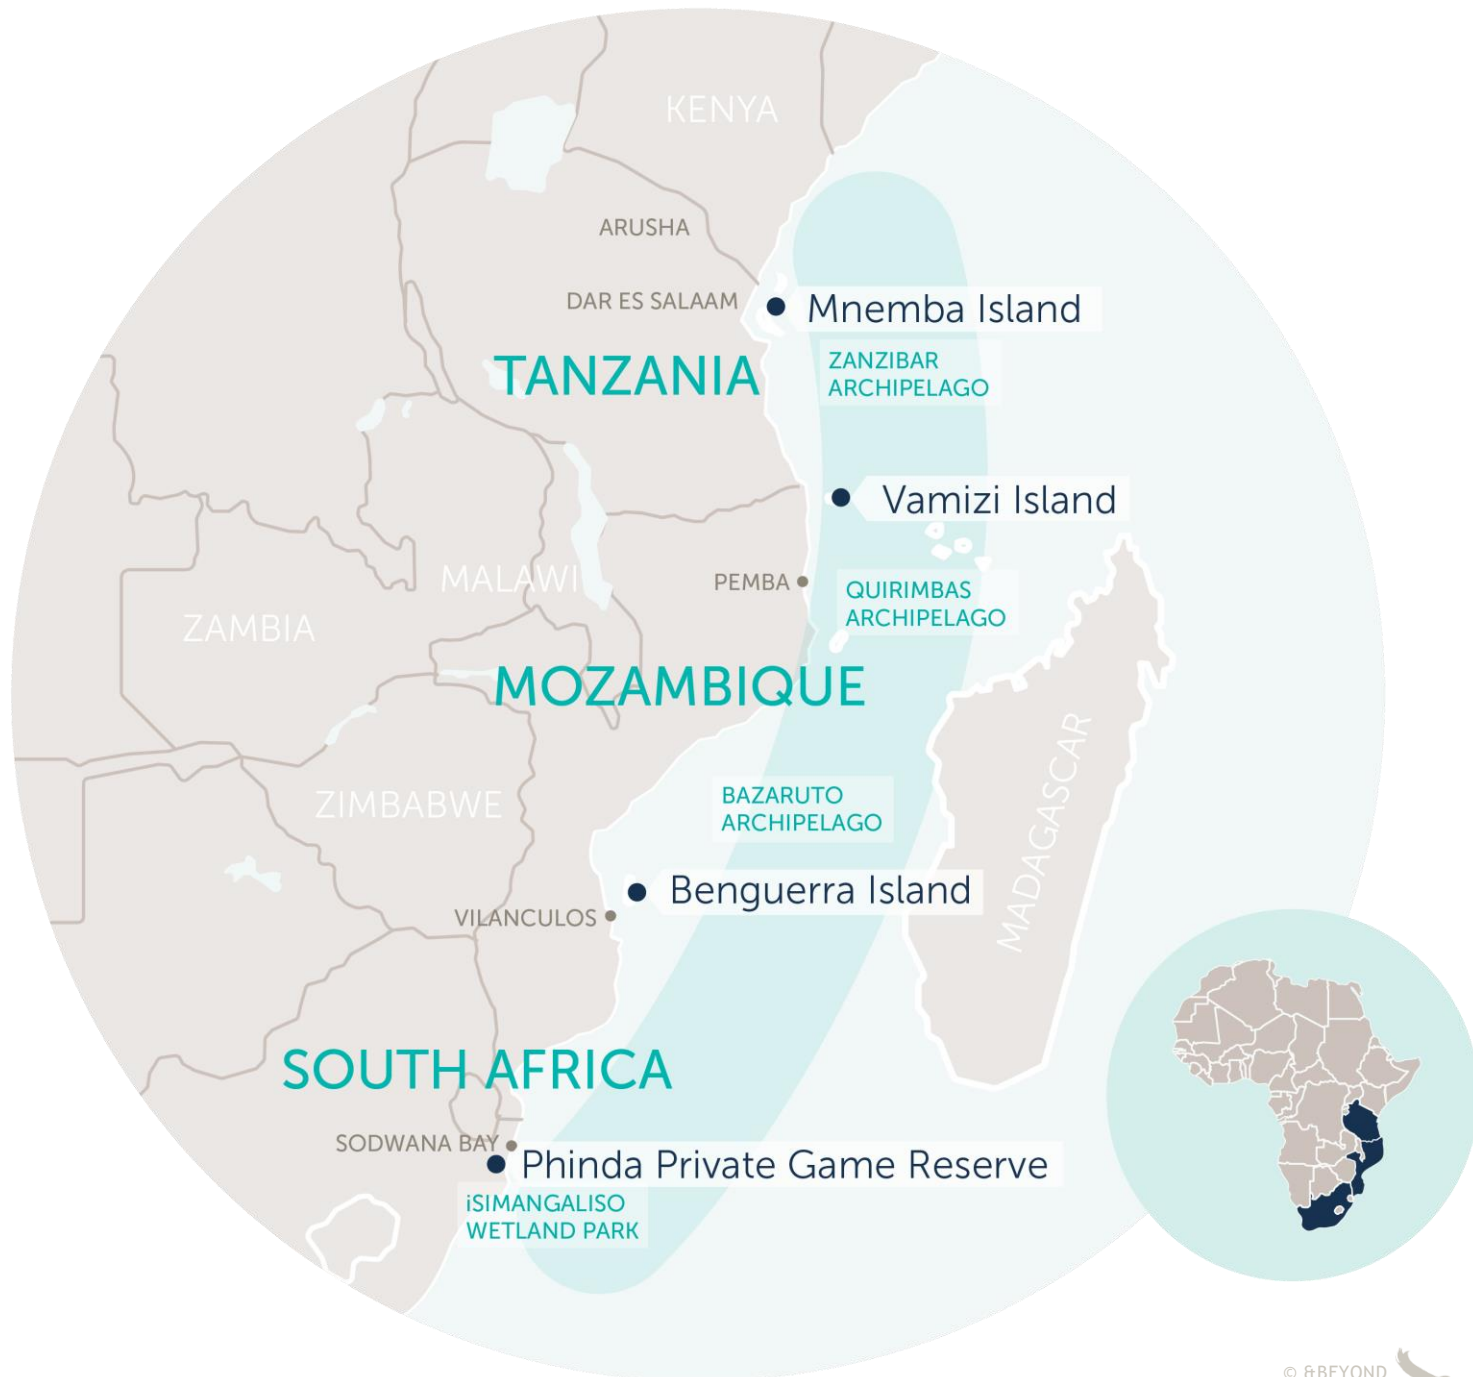 KENYA
ARUSHA
DAR ES SALAAM
Mnemba Island
TANZANIA
ZANZIBAR
ARCHIPELAGO
Vamizi Island
MALAWI
PEMBA
QUIRIMBAS
ARCHIPELAGO
ZAMBIA
MOZAMBIQUE
MADAGASCAR
ZIMBABWE
BAZARUTO
ARCHIPELAGO
Benguerra Island
VILANCULOS
SOUTH AFRICA
SODWANA BAY
Phinda Private Game Reserve
iSIMANGALISO
WETLAND PARK
© &BEYOND